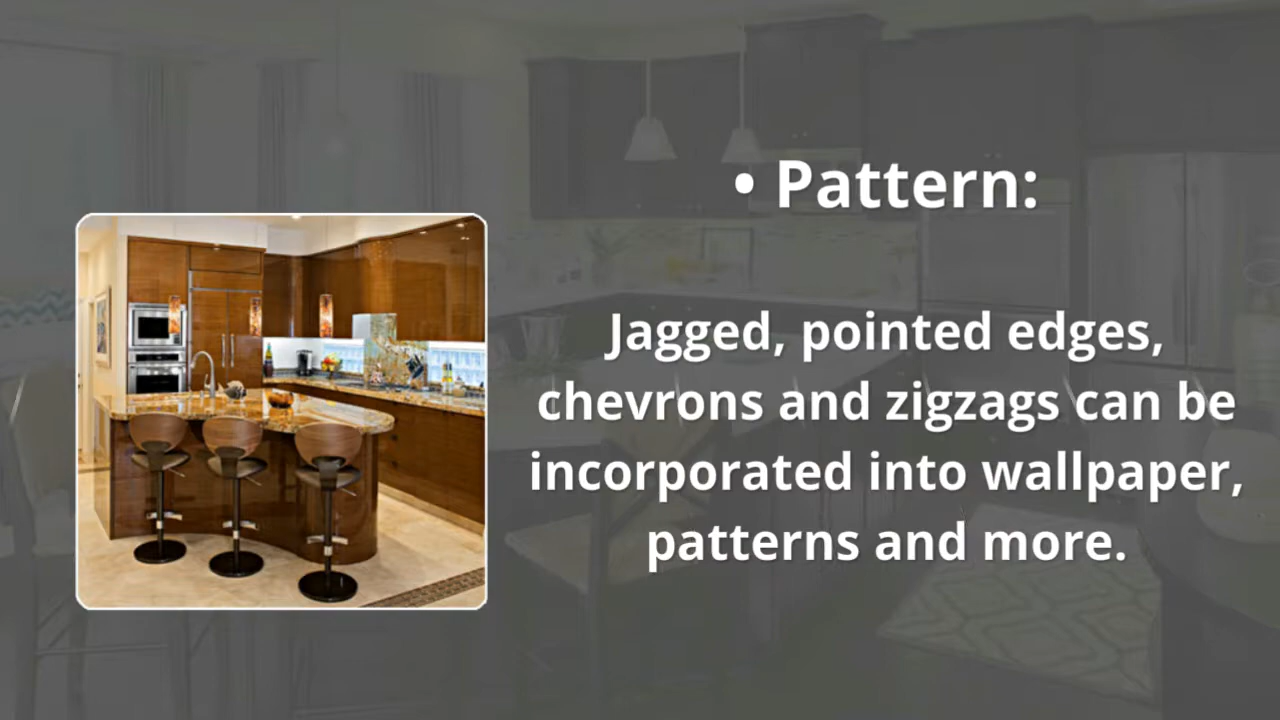 • Pattern:
Jagged, pointed edges,
chevrons and zigzags can be
incorporated into wallpaper,
patterns and more.